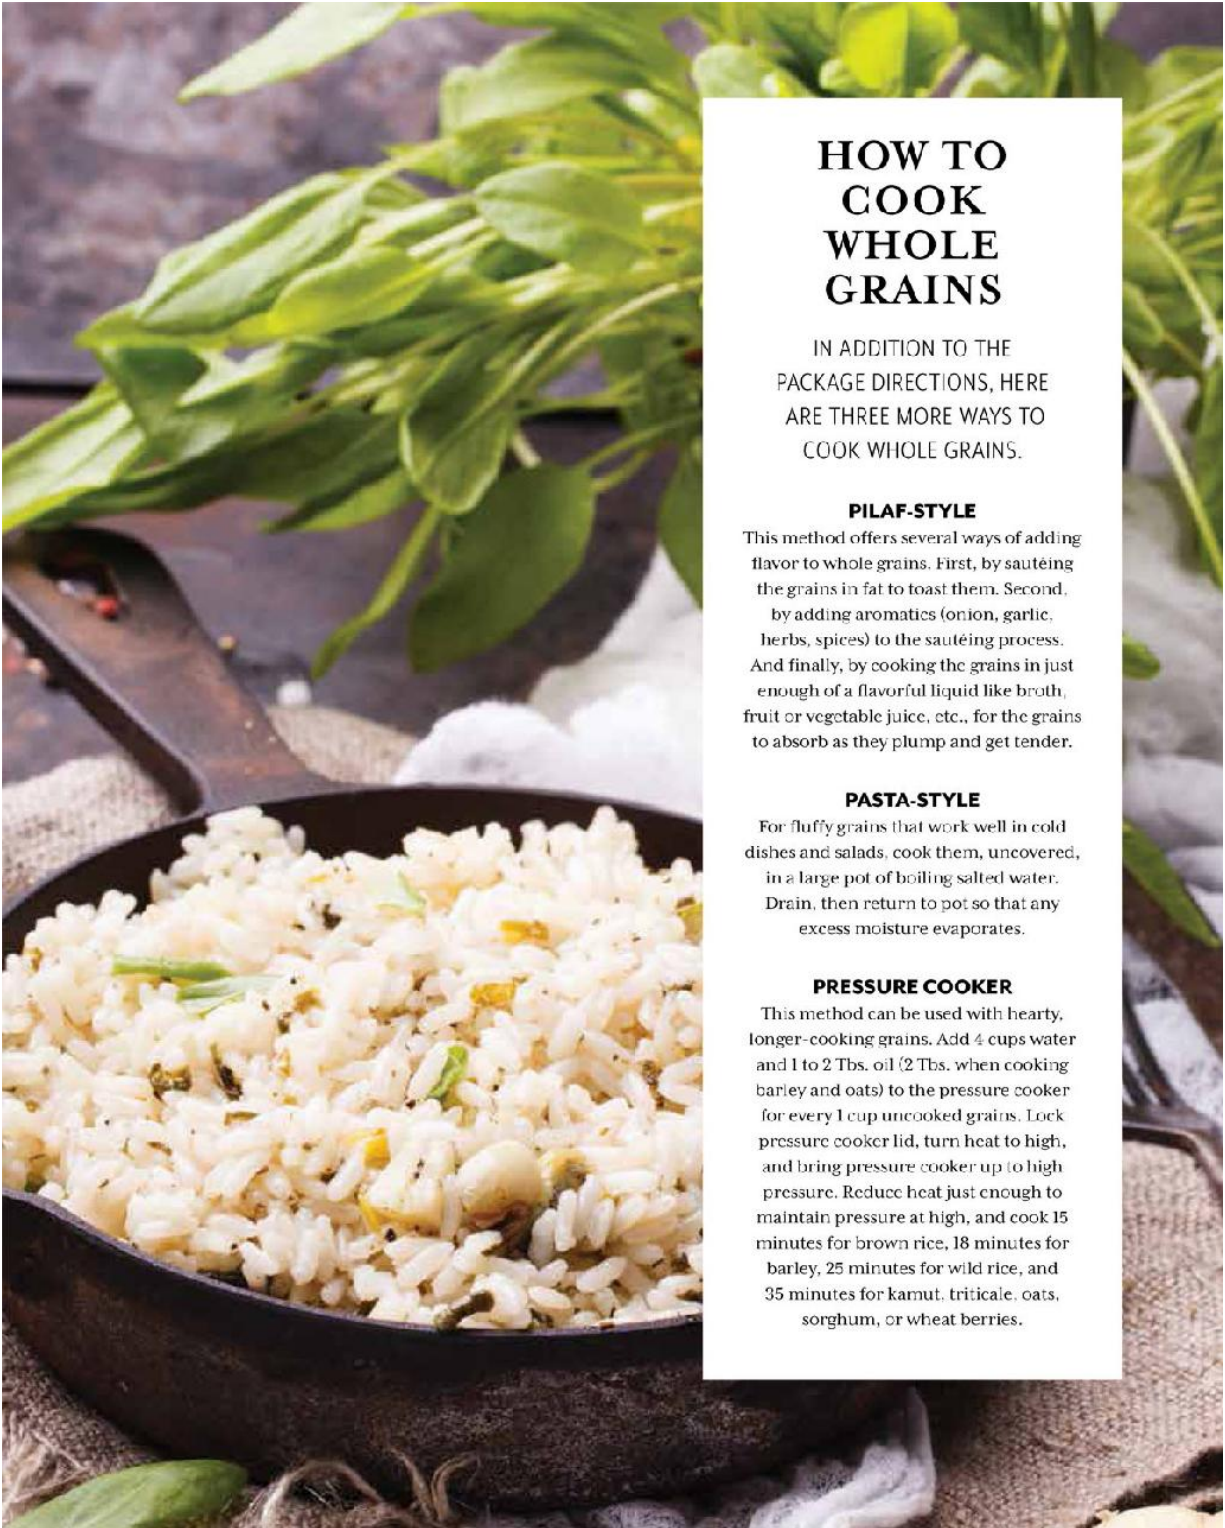 HOW TO
COOK
WHOLE
GRAINS
IN ADDITION TO THE
PACKAGE DIRECTIONS, HERE
ARE THREE MORE WAYS TO
COOK WHOLE GRAINS.
PILAF-STYLE
This method offers several ways of adding
flavor to whole grains. First, by sautéing
the grains in fat to toast them. Second,
by adding aromatics (onion, garlic,
herbs, spices) to the sautéing process.
And finally, by cooking the grains in just
enough of a flavorful liquid like broth,
fruit or vegetable juice, etc., for the grains
to absorb as they plump and get tender.
PASTA-STYLE
For fluffy grains that work well in cold
dishes and salads, cook them, uncovered,
in a large pot of boiling salted water.
Drain, then return to pot so that any
excess moisture evaporates.
PRESSURE COOKER
This method can be used with hearty,
longer-cooking grains. Add 4 cups water
and 1 to 2 Tbs. oil (2 Tbs. when cooking
barley and oats) to the pressure cooker
for every 1 cup uncooked grains. Lock
pressure cooker lid, turn heat to high,
and bring pressure cooker up to high
pressure. Reduce heat just enough to
maintain pressure at high, and cook 15
minutes for brown rice, 18 minutes for
barley, 25 minutes for wild rice, and
35 minutes for kamut, triticale, oats,
sorghum, or wheat berries.